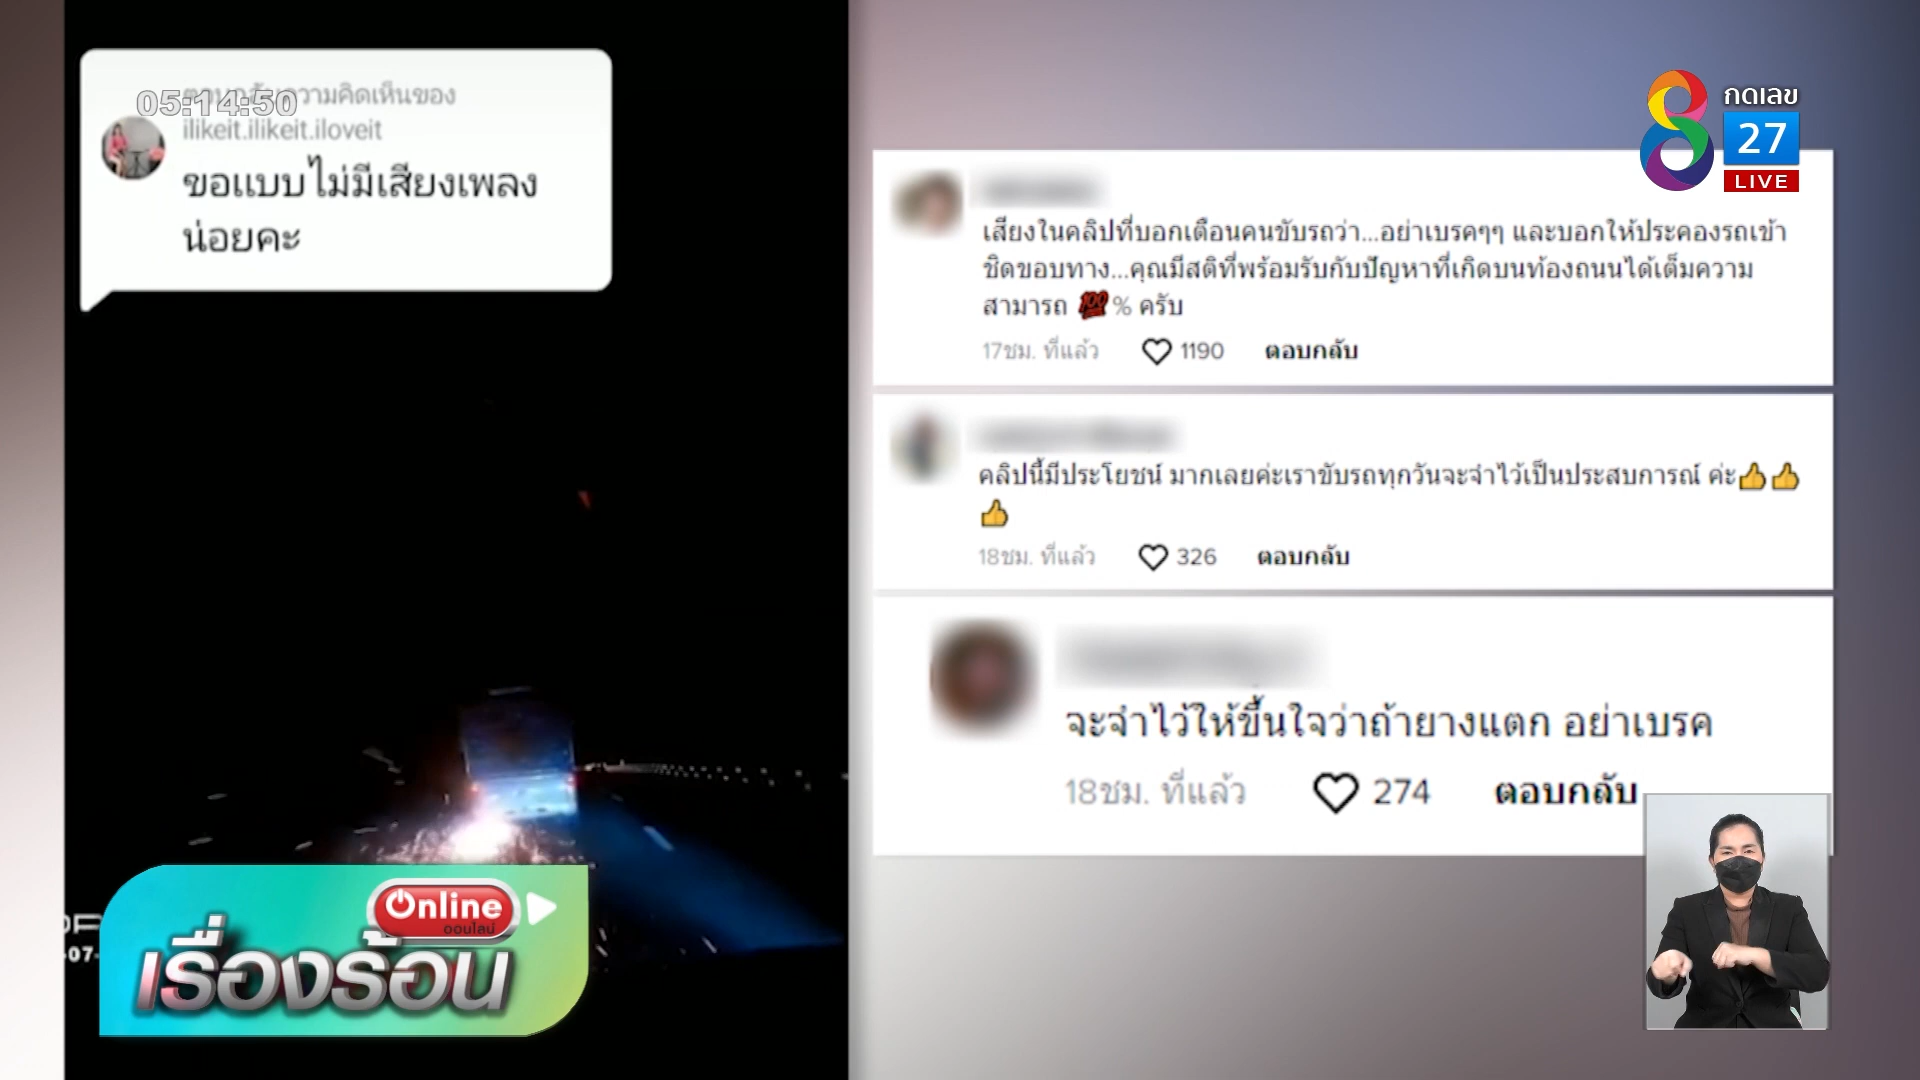 05:14:50
ตอบกลับความคิดเห็นของ
ilikeit.ilikeit.iloveit
ขอแบบไม่มีเสียงเพลง
น่อยคะ
กดเลข
27
LIVE
เสียงในคลิปที่บอกเตือนคนขับรถว่า...อย่าเบรคๆๆ และบอกให้ประคองรถเข้า
ชิดขอบทาง...คุณมีสติที่พร้อมรับกับปัญหาที่เกิดบนท้องถนนได้เต็มความ
สามารถ 💯% ครับ
17ชม. ที่แล้ว 1190 ตอบกลับ
คลิปนี้มีประโยชน์ มากเลยค่ะเราขับรถทุกวันจะจำไว้เป็นประสบการณ์ ค่ะ👍👍
👍
18ชม. ที่แล้ว 326 ตอบกลับ
จะจำไว้ให้ขึ้นใจว่าถ้ายางแตก อย่าเบรค
18ชม. ที่แล้ว 274 ตอบกลับ
-07-
Online
ออนไลน์
เรื่องร้อน